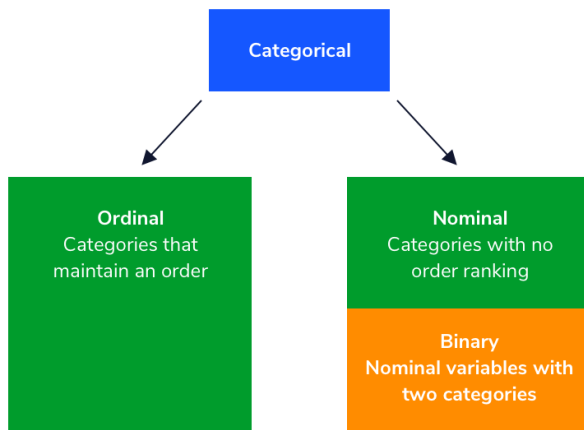 Categorical
Ordinal
Categories that
maintain an order
Nominal
Categories with no
order ranking
Binary
Nominal variables with
two categories